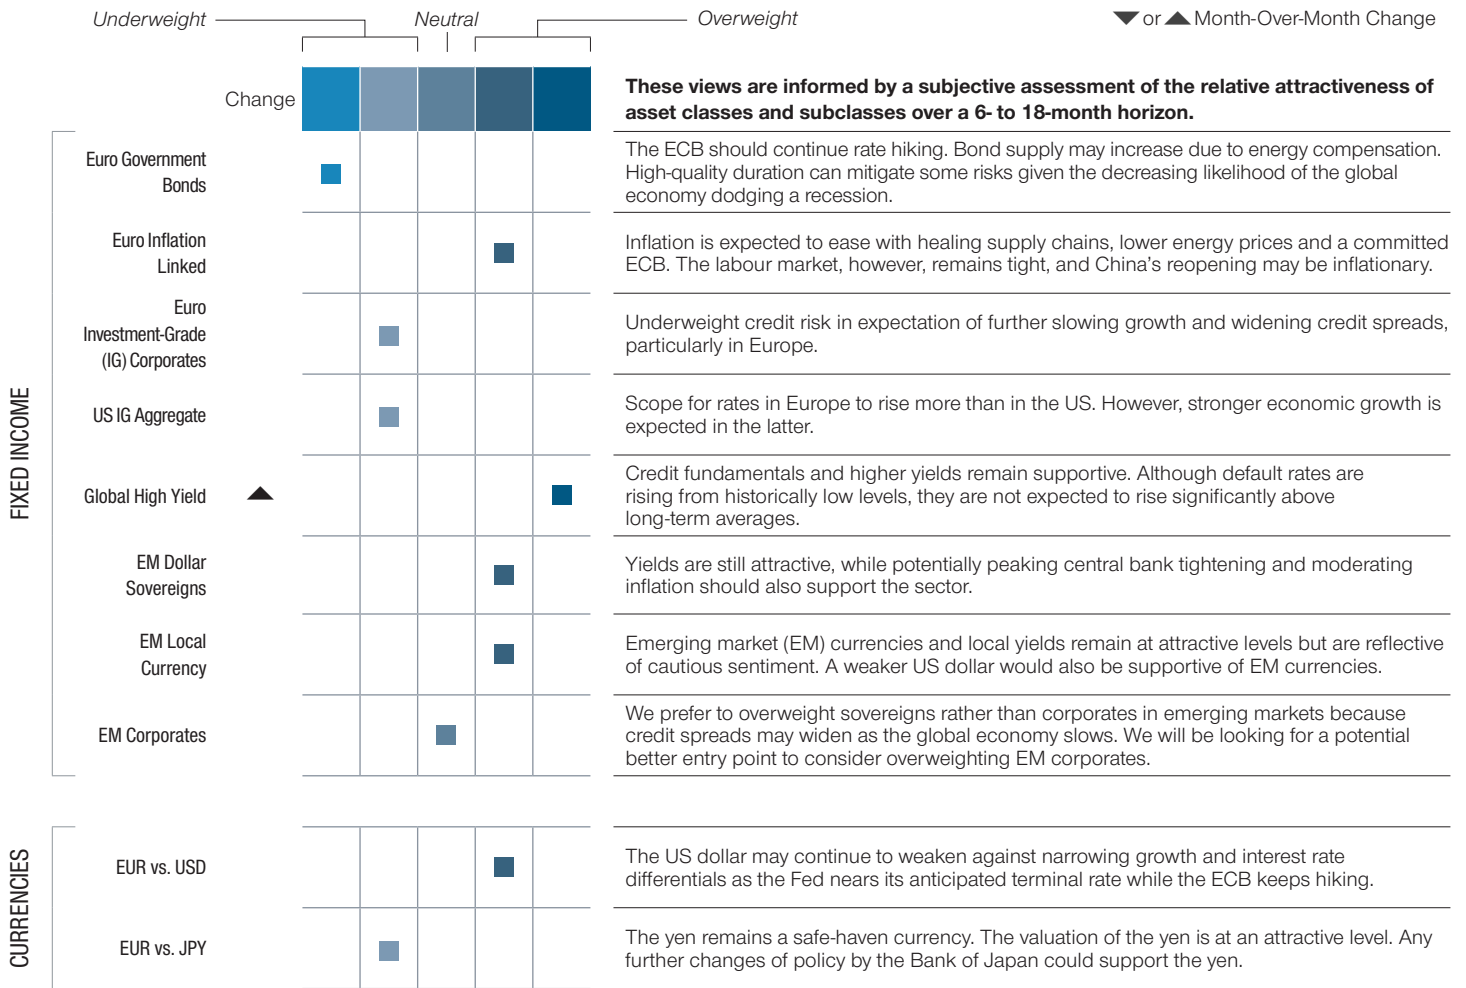 Underweight
Neutral
Overweight
▼ or ▲ Month-Over-Month Change
Change
These views are informed by a subjective assessment of the relative attractiveness of
asset classes and subclasses over a 6- to 18-month horizon.
FIXED INCOME
Euro Government
Bonds
The ECB should continue rate hiking. Bond supply may increase due to energy compensation.
High-quality duration can mitigate some risks given the decreasing likelihood of the global
economy dodging a recession.
Euro Inflation
Linked
Inflation is expected to ease with healing supply chains, lower energy prices and a committed
ECB. The labour market, however, remains tight, and China’s reopening may be inflationary.
Euro
Investment-Grade
(IG) Corporates
Underweight credit risk in expectation of further slowing growth and widening credit spreads,
particularly in Europe.
US IG Aggregate
Scope for rates in Europe to rise more than in the US. However, stronger economic growth is
expected in the latter.
Global High Yield
Credit fundamentals and higher yields remain supportive. Although default rates are
rising from historically low levels, they are not expected to rise significantly above
long-term averages.
EM Dollar
Sovereigns
Yields are still attractive, while potentially peaking central bank tightening and moderating
inflation should also support the sector.
EM Local
Currency
Emerging market (EM) currencies and local yields remain at attractive levels but are reflective
of cautious sentiment. A weaker US dollar would also be supportive of EM currencies.
EM Corporates
We prefer to overweight sovereigns rather than corporates in emerging markets because
credit spreads may widen as the global economy slows. We will be looking for a potential
better entry point to consider overweighting EM corporates.
CURRENCIES
EUR vs. USD
The US dollar may continue to weaken against narrowing growth and interest rate
differentials as the Fed nears its anticipated terminal rate while the ECB keeps hiking.
EUR vs. JPY
The yen remains a safe-haven currency. The valuation of the yen is at an attractive level. Any
further changes of policy by the Bank of Japan could support the yen.